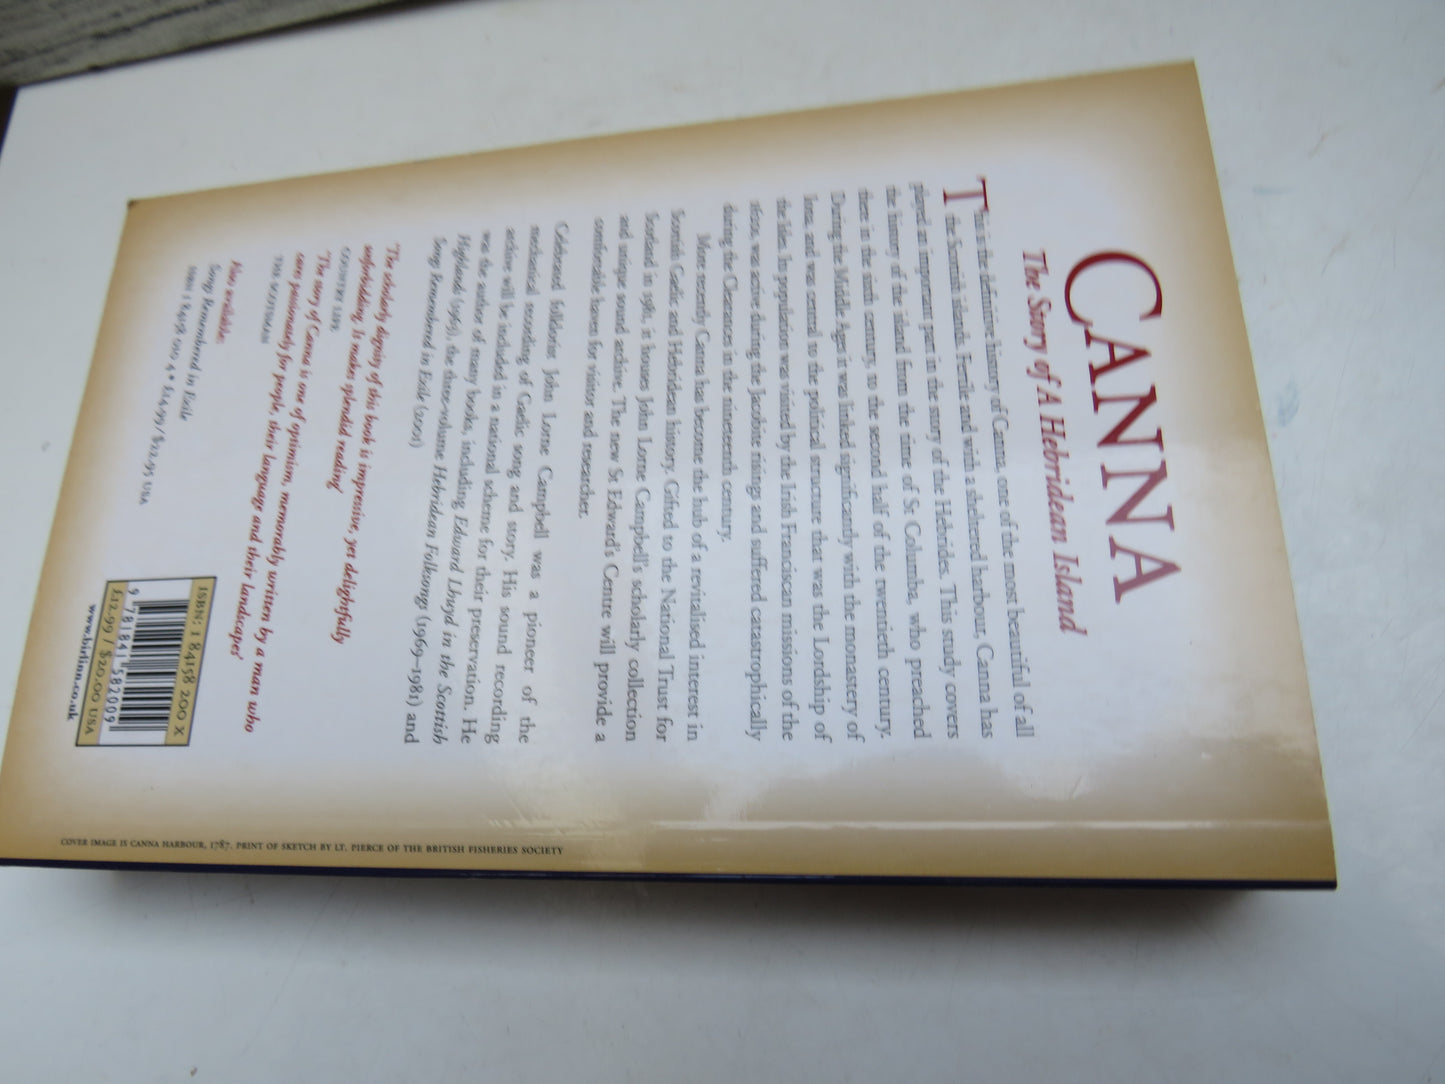 CANNA
The Story of A Hebridean Island
This is the definitive history of Canna, one of the most beautiful of all
the Scottish islands. Fertile and with a sheltered harbour, Canna has
played an important part in the story of the Hebrides. This study covers
the history of the island from the time of St. Columba, who preached
there in the sixth century, to the second half of the twentieth century.
During the Middle Ages it was linked significantly with the monastery of
Iona, and was central to the political structure that was the Lordship of
the Isles. Its population was visited by the Irish Franciscan missions of the
1620s, was active during the Jacobite risings and suffered catastrophically
during the Clearances in the nineteenth century.
More recently Canna has become the hub of a revitalised interest in
Scottish Gaelic and Hebridean history. Gifted to the National Trust for
Scotland in 1981, it houses John Lorne Campbell's scholarly collection
and antique sound archive. The new St Edward's Centre will provide a
comfortable haven for visitor and researcher.
Celebrated folklorist John Lorne Campbell was a pioneer of the
mechanical recording of Gaelic song and story. His sound recording
archive will be included in a national scheme for their preservation. He
was the author of many books, including Edward Lhuyd in the Scottish
Highlands (1963), the three-volume Hebridean Folksongs (1969–1981) and
Songs Remembered in Exile (2001)
'The scholarly dignity of this book is impressive, yet delightfully
unforbidding. It makes splendid reading'
COUNTRY LIFE
'The story of Canna is one of optimism, memorably written by a man who
cares passionately for people, their language and their landscapes'
THE SCOTSMAN
Also available:
Songs Remembered in Exile
ISBN 1 84158 • £14.99 / $22.95 USA
ISBN: 1 84158 200 X
9 781841 582009
£12.99 / $20.00 USA
www.birlinn.co.uk
COVER IMAGE IS CANNA HARBOUR, 1787. PRINT OF SKETCH BY LT. PIERCE OF THE BRITISH FISHERIES SOCIETY